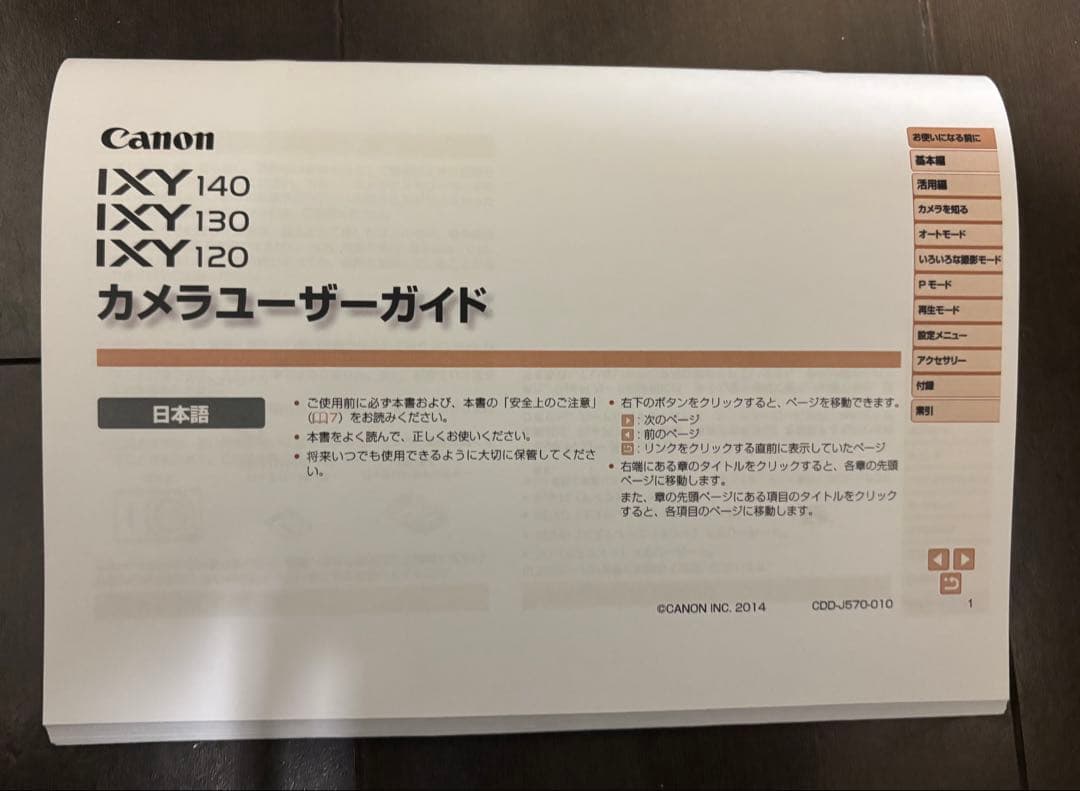 Canon
IXY 140
IXY 130
IXY 120
カメラユーザーガイド
日本語
• ご使用前に必ず本書および、本書の「安全上のご注意」
(📖7)をお読みください。
• 本書をよく読んで、正しくお使いください。
• 将来いつでも使用できるように大切に保管してくださ
い。
• 右下のボタンをクリックすると、ページを移動できます。
:次のページ
:前のページ
:リンクをクリックする直前に表示していたページ
• 右端にある章のタイトルをクリックすると、各章の先頭
ページに移動します。
また、章の先頭ページにある項目のタイトルをクリック
すると、各項目のページに移動します。
お使いになる前に
基本編
活用編
カメラを知る
オートモード
いろいろな撮影モード
Pモード
再生モード
設定メニュー
アクセサリー
付録
索引
©CANON INC. 2014
CDD-J570-010
1